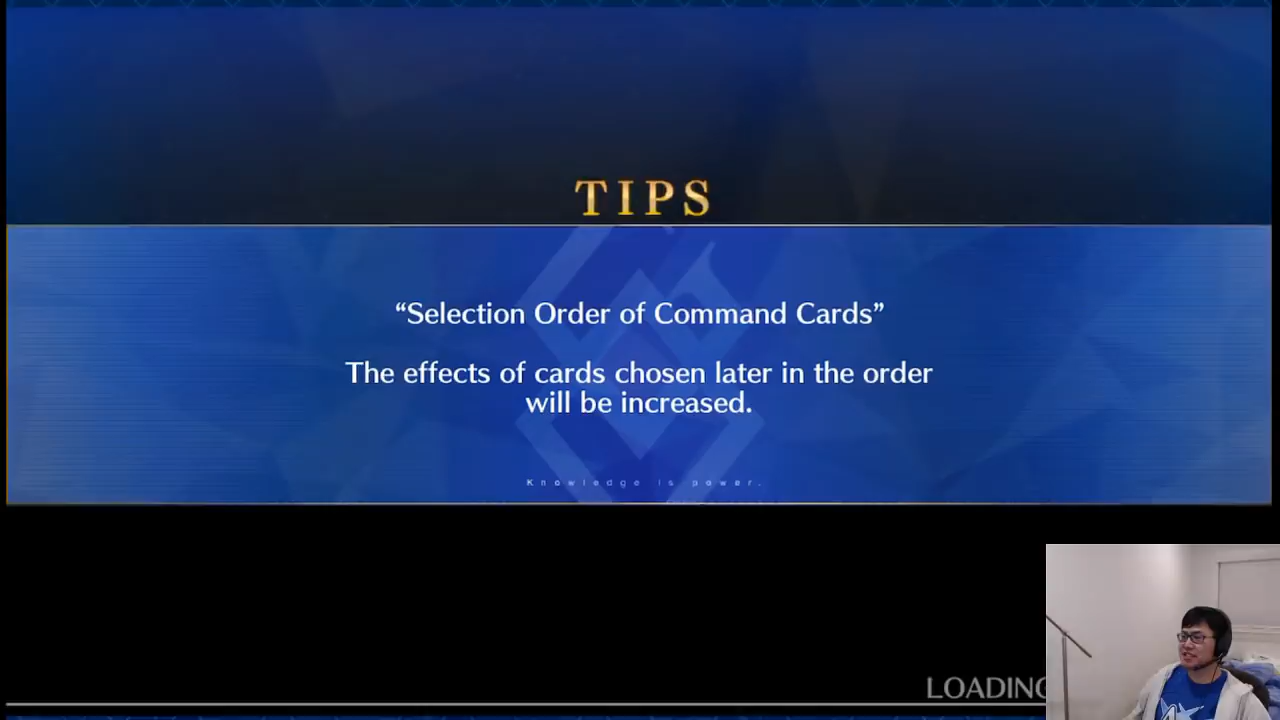 TIPS
“Selection Order of Command Cards”
The effects of cards chosen later in the order
will be increased.
Knowledge is power.
LOADING